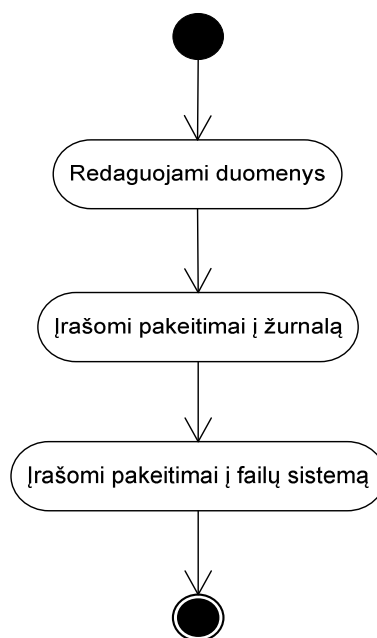 Redaguojami duomenys
Įrašomi pakeitimai į žurnalą
Įrašomi pakeitimai į failų sistemą